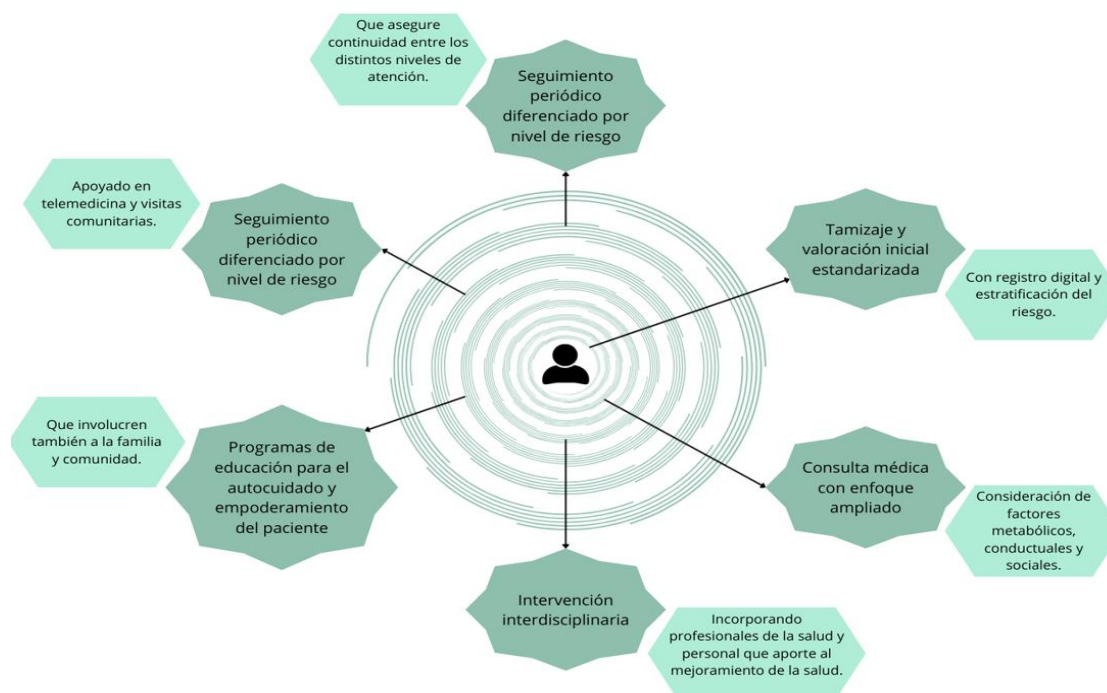 Que asegure
continuidad entre los
distintos niveles de
atención.
Seguimiento
periódico
diferenciado por
nivel de riesgo
Apoyado en
telemedicina y visitas
comunitarias.
Seguimiento
periódico
diferenciado por
nivel de riesgo
Tamizaje y
valoración inicial
estandarizada
Con registro digital y
estratificación del
riesgo.
Que involucren
también a la familia
y comunidad.
Programas de
educación para el
autocuidado y
empoderamiento
del paciente
Consulta médica
con enfoque
ampliado
Consideración de
factores
metabólicos,
conductuales y
sociales.
Intervención
interdisciplinaria
Incorporando
profesionales de la salud y
personal que aporte al
mejoramiento de la salud.